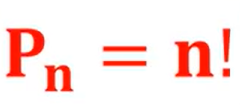 Pₙ = n!